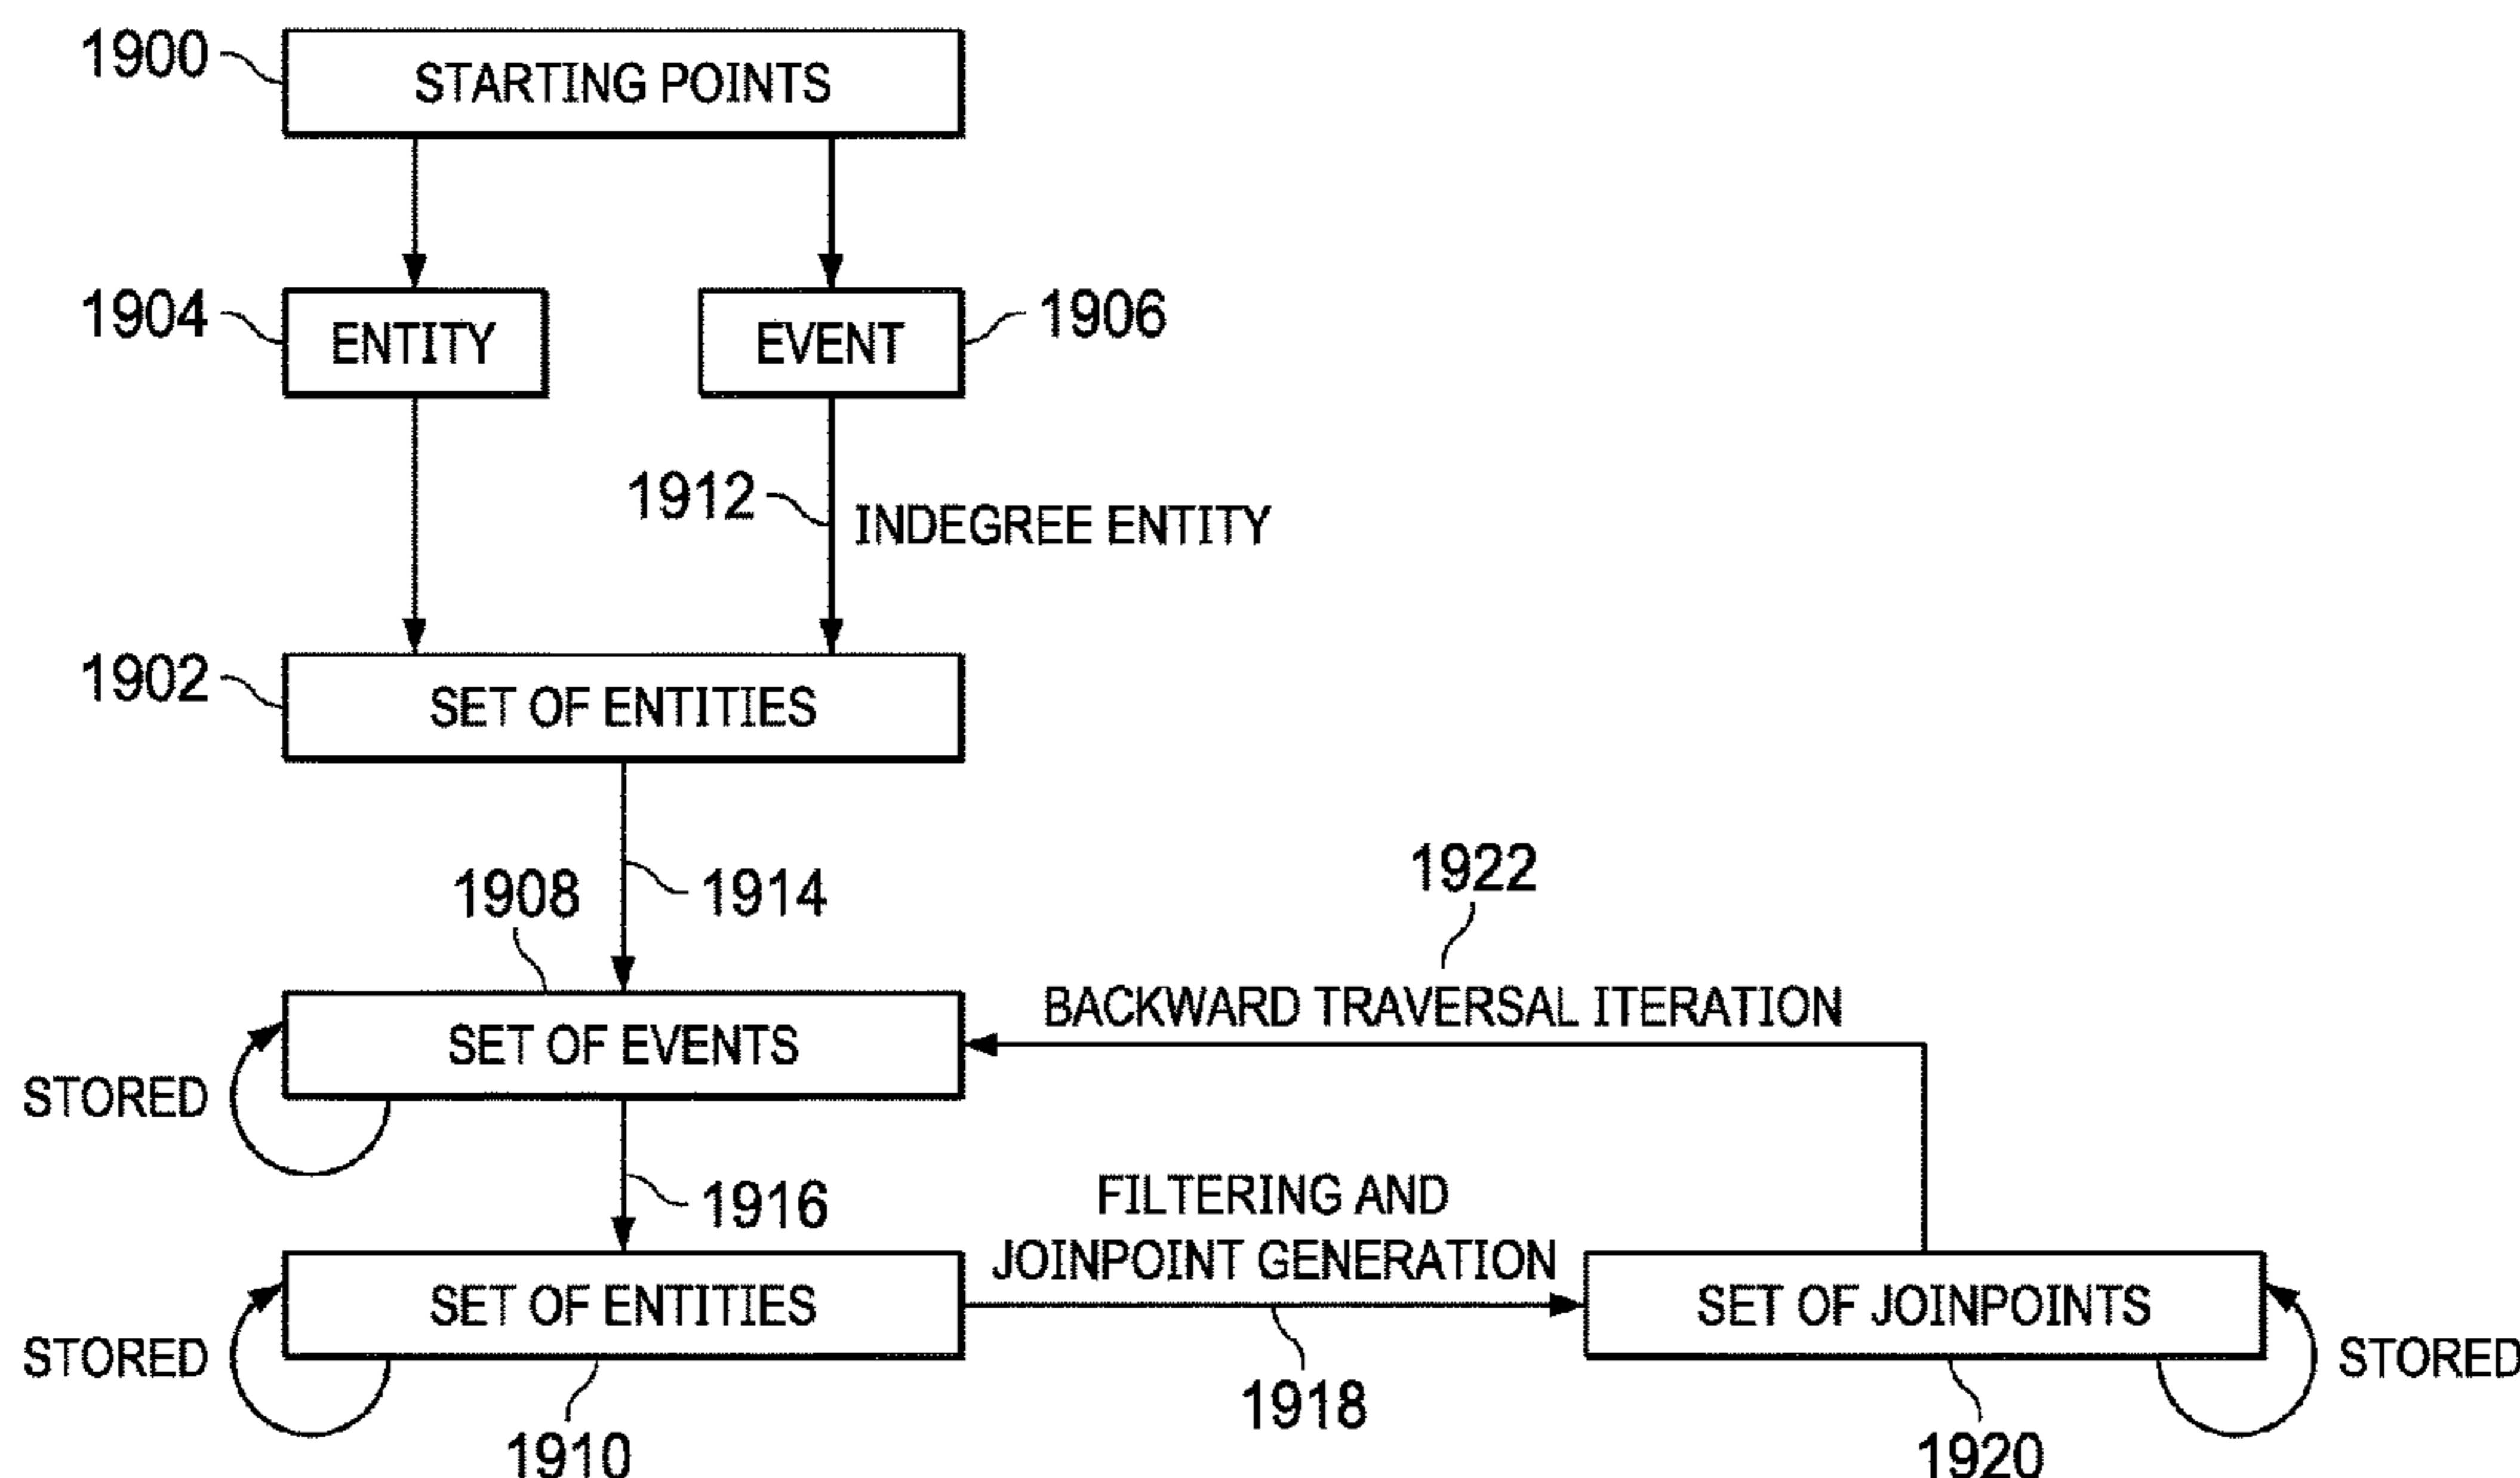 1900
STARTING POINTS
1904
ENTITY
EVENT
1906
1912
INDEGREE ENTITY
1902
SET OF ENTITIES
1908
1914
1922
SET OF EVENTS
BACKWARD TRAVERSAL ITERATION
STORED
1916
FILTERING AND
JOINPOINT GENERATION
SET OF ENTITIES
SET OF JOINPOINTS
STORED
STORED
1918
1910
1920